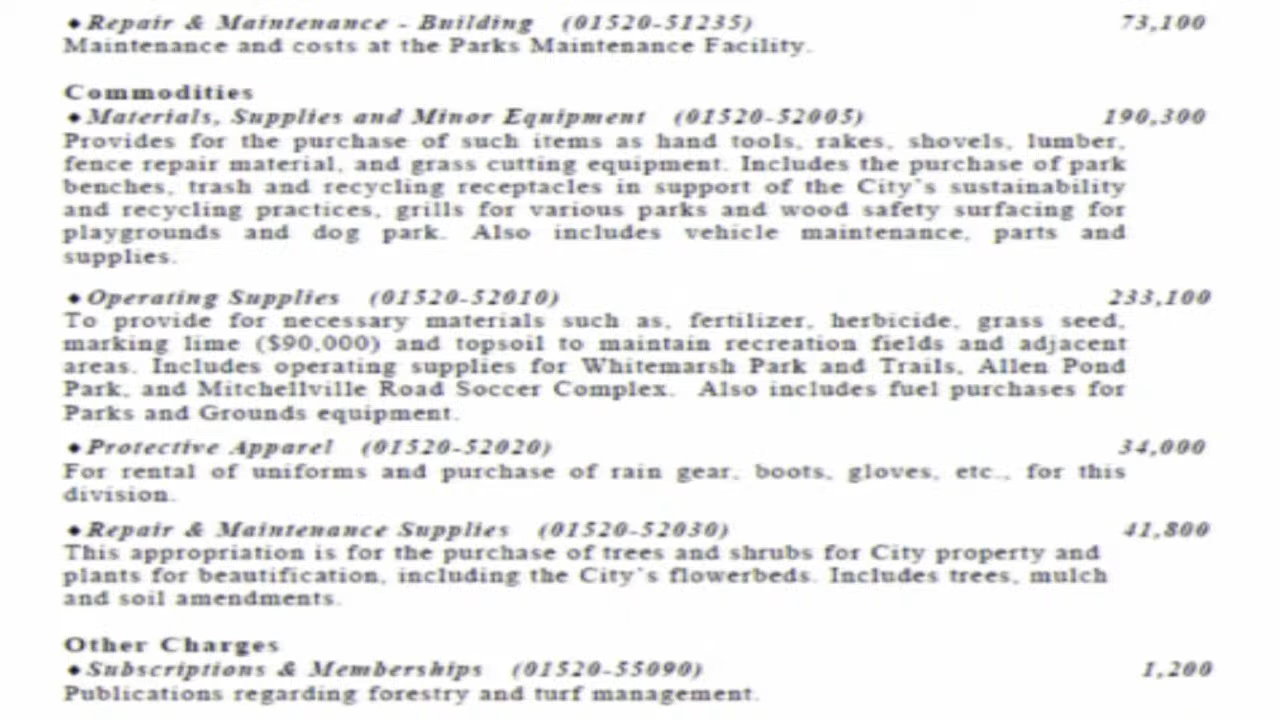 ◆Repair & Maintenance - Building (01520-51235) 73,100
Maintenance and costs at the Parks Maintenance Facility.
Commodities
◆Materials, Supplies and Minor Equipment (01520-52005) 190,300
Provides for the purchase of such items as hand tools, rakes, shovels, lumber,
fence repair material, and grass cutting equipment. Includes the purchase of park
benches, trash and recycling receptacles in support of the City's sustainability
and recycling practices, grills for various parks and wood safety surfacing for
playgrounds and dog park. Also includes vehicle maintenance, parts and
supplies.
◆Operating Supplies (01520-52010) 233,100
To provide for necessary materials such as, fertilizer, herbicide, grass seed,
marking lime ($90,000) and topsoil to maintain recreation fields and adjacent
areas. Includes operating supplies for Whitemarsh Park and Trails, Allen Pond
Park, and Mitchellville Road Soccer Complex. Also includes fuel purchases for
Parks and Grounds equipment.
◆Protective Apparel (01520-52020) 34,000
For rental of uniforms and purchase of rain gear, boots, gloves, etc., for this
division.
◆Repair & Maintenance Supplies (01520-52030) 41,800
This appropriation is for the purchase of trees and shrubs for City property and
plants for beautification, including the City's flowerbeds. Includes trees, mulch
and soil amendments.
Other Charges
◆Subscriptions & Memberships (01520-55090) 1,200
Publications regarding forestry and turf management.